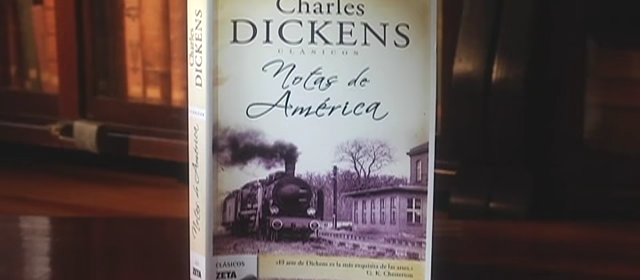 Charles
DICKENS
CLÁSICOS
Notas de
América
Charles
DICKENS
Notas de América
CLÁSICOS
ZETA
«El arte de Dickens es la más exquisita de las artes.»
G. K. Chesterton